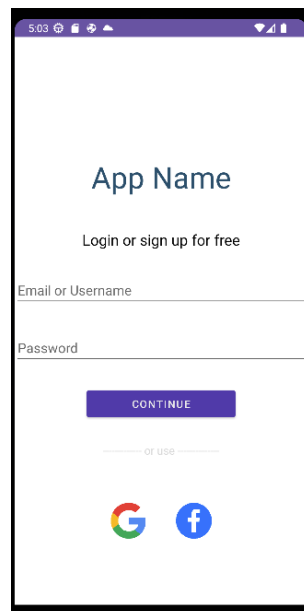 5:03
App Name
Login or sign up for free
Email or Username
Password
CONTINUE
or use